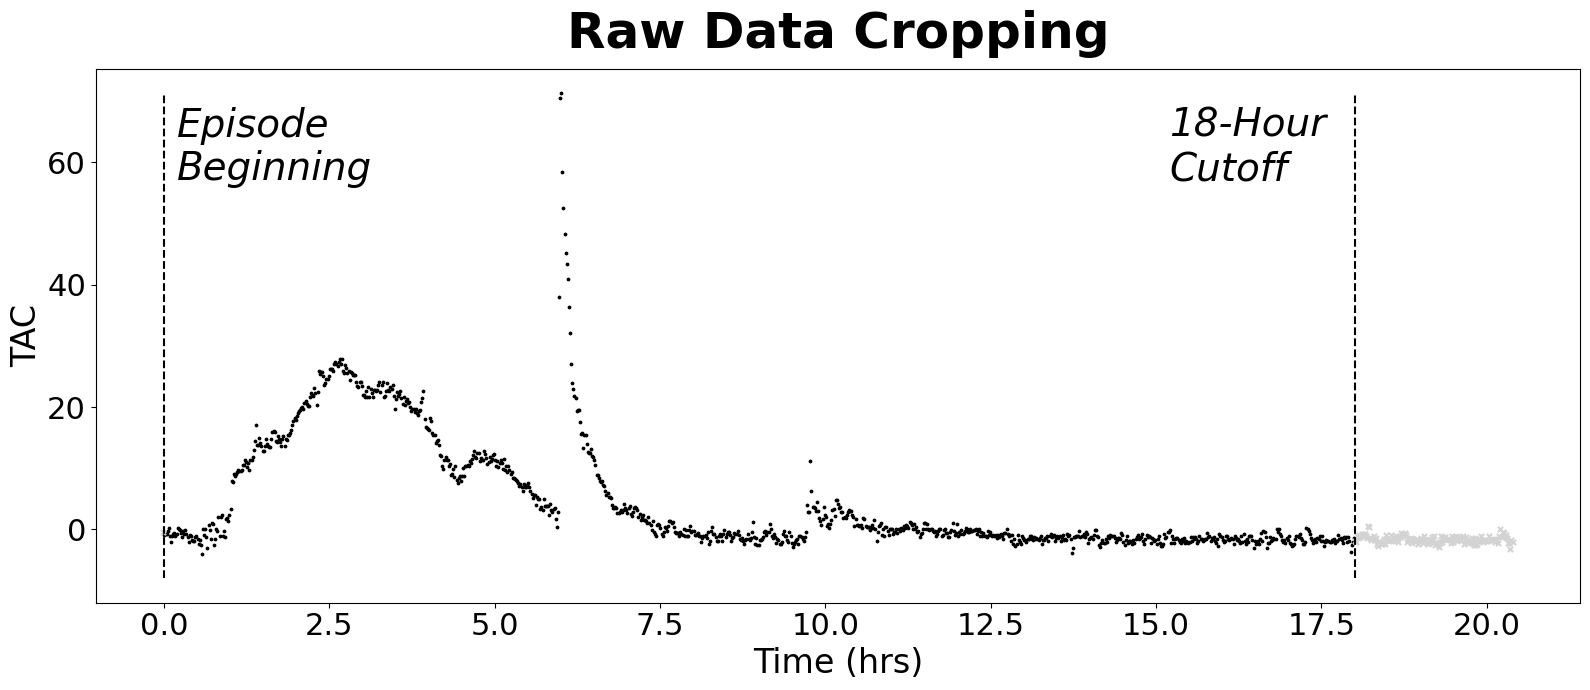 Raw Data Cropping
Episode
Beginning
18-Hour
Cutoff
60
40
20
0
TAC
0.0 2.5 5.0 7.5 10.0 12.5 15.0 17.5 20.0
Time (hrs)